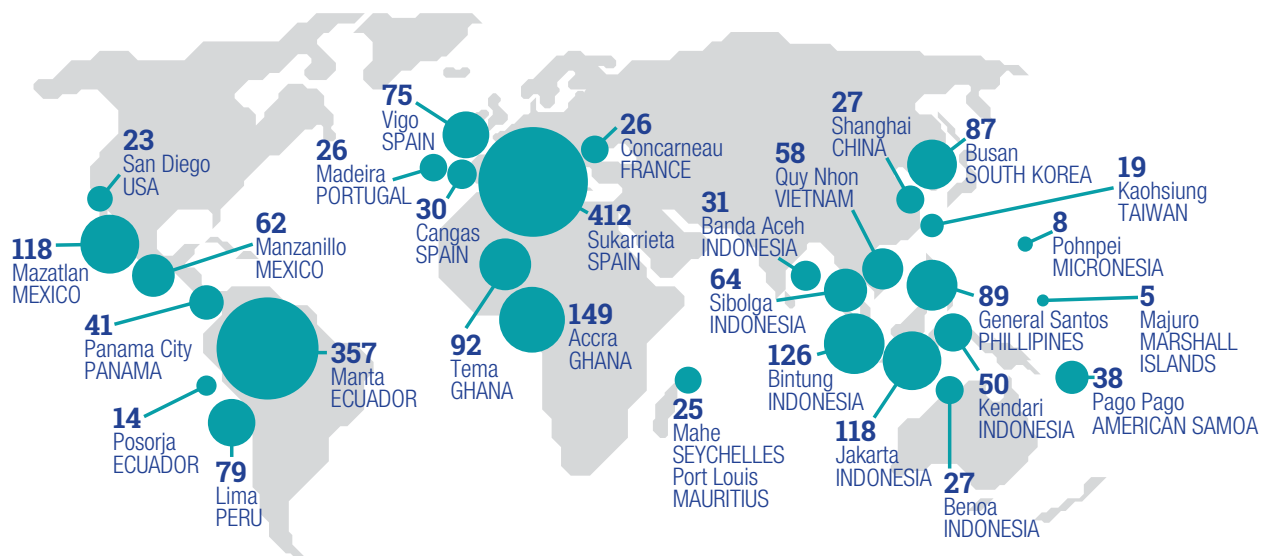 23
San Diego
USA
118
Mazatlan
MEXICO
62
Manzanillo
MEXICO
41
Panama City
PANAMA
357
Manta
ECUADOR
14
Posorja
ECUADOR
79
Lima
PERU
75
Vigo
SPAIN
26
Madeira
PORTUGAL
30
Cangas
SPAIN
26
Concarneau
FRANCE
412
Sukarrieta
SPAIN
92
Tema
GHANA
149
Accra
GHANA
25
Mahe
SEYCHELLES
Port Louis
MAURITIUS
27
Shanghai
CHINA
87
Busan
SOUTH KOREA
58
Quy Nhon
VIETNAM
19
Kaohsiung
TAIWAN
31
Banda Aceh
INDONESIA
8
Pohnpei
MICRONESIA
64
Sibolga
INDONESIA
89
General Santos
PHILLIPINES
5
Majuro
MARSHALL
ISLANDS
126
Bintung
INDONESIA
118
Jakarta
INDONESIA
50
Kendari
INDONESIA
38
Pago Pago
AMERICAN SAMOA
27
Benoa
INDONESIA